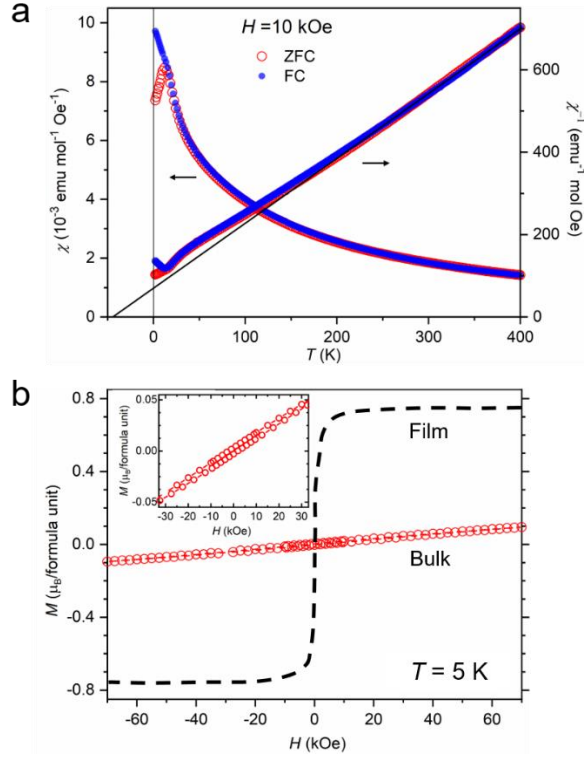 a
H =10 kOe
ZFC
FC
χ (10⁻³ emu mol⁻¹ Oe⁻¹)
10
8
6
4
2
0
χ⁻¹ (emu⁻¹ mol Oe)
600
500
400
300
200
100
0
0 100 200 300 400
T (K)
b
M (μB/formula unit)
0.8
0.4
0.0
-0.4
-0.8
M (μB/formula unit)
0.05
0.00
-0.05
-30 -20 -10 0 10 20 30
H (kOe)
Film
Bulk
T = 5 K
-60 -40 -20 0 20 40 60
H (kOe)